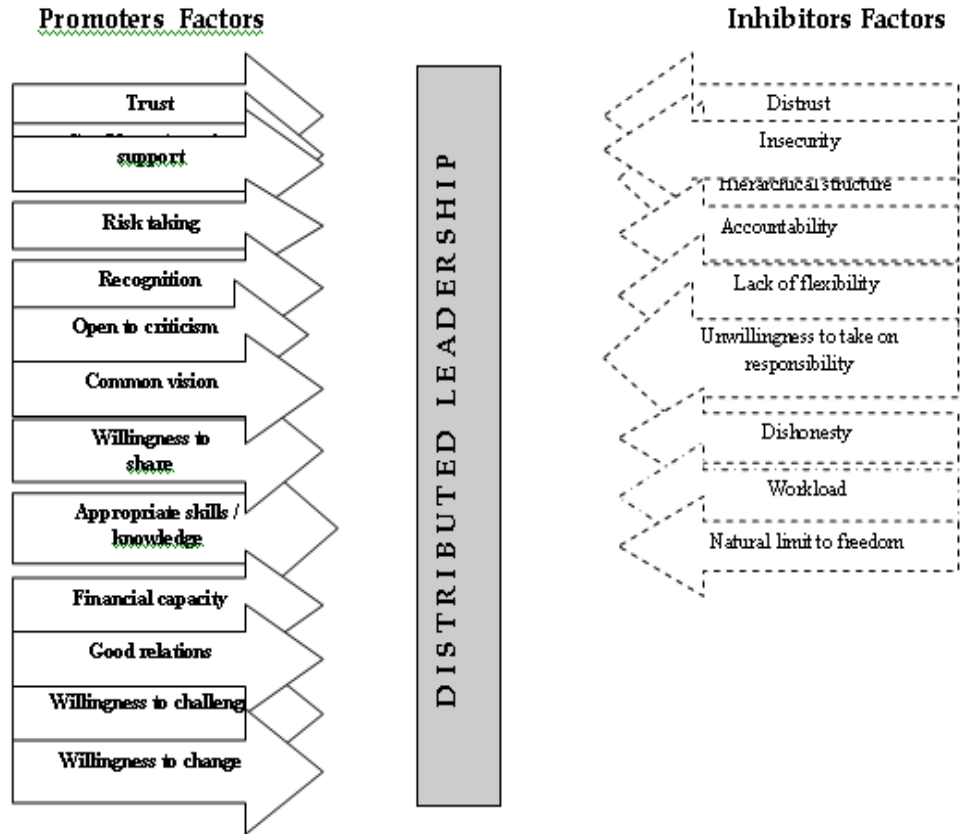 Promoters Factors
Trust
support
Risk taking
Recognition
Open to criticism
Common vision
Willingness to
share
Appropriate skills /
knowledge
Financial capacity
Good relations
Willingness to challeng
Willingness to change
DISTRIBUTED LEADERSHIP
Inhibitors Factors
Distrust
Insecurity
Hierarchical structure
Accountability
Lack of flexibility
Unwillingness to take on
responsibility
Dishonesty
Workload
Natural limit to freedom